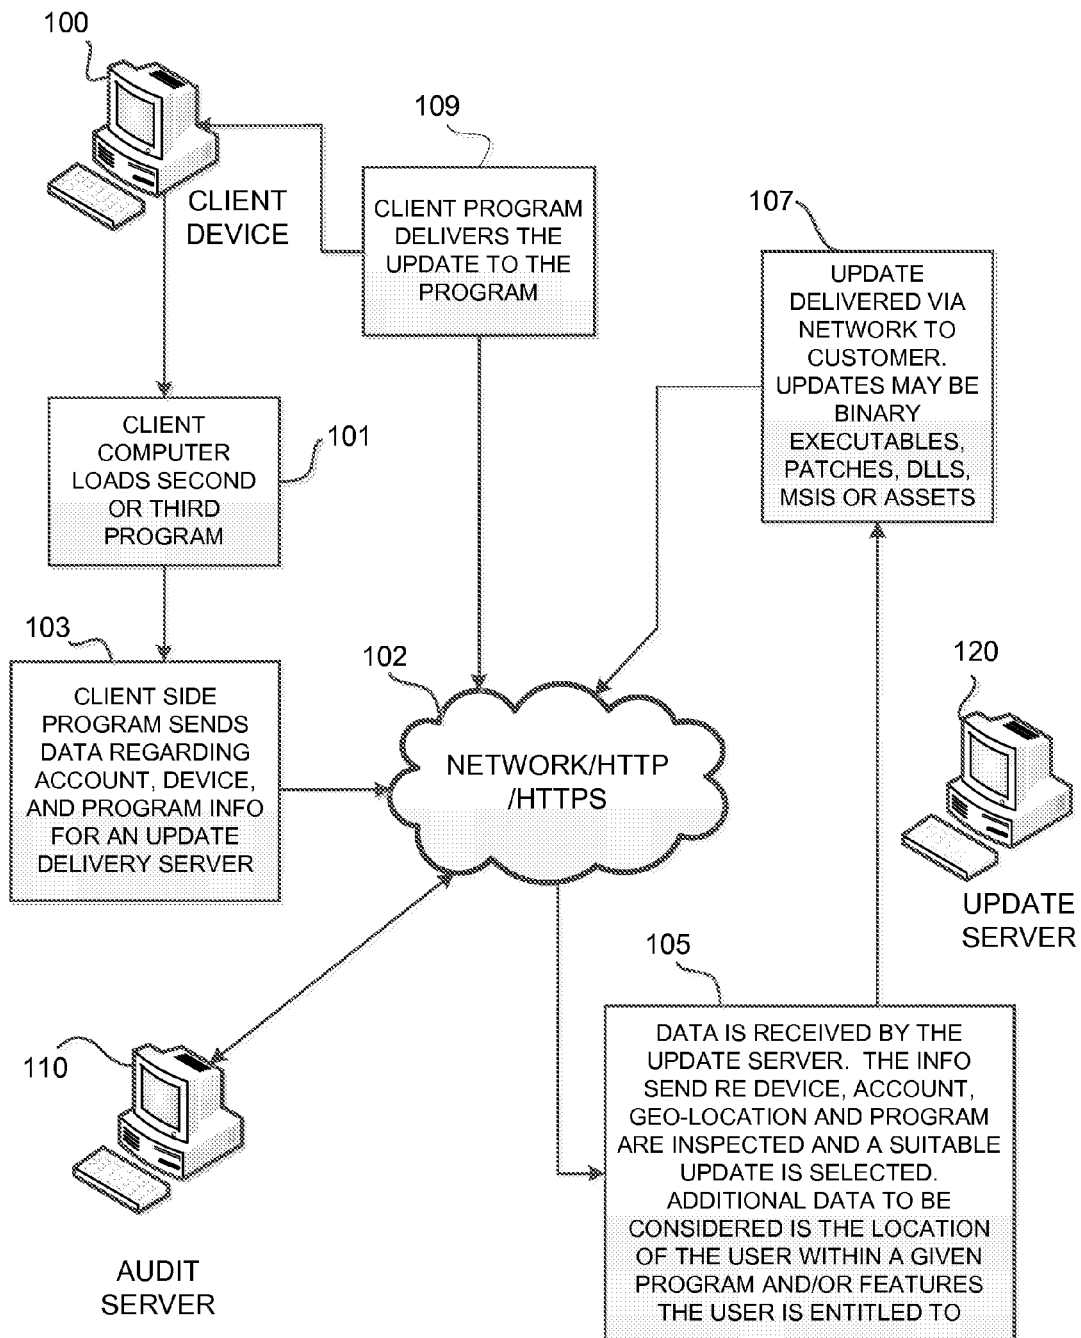 100
CLIENT
DEVICE
109
CLIENT PROGRAM
DELIVERS THE
UPDATE TO THE
PROGRAM
107
UPDATE
DELIVERED VIA
NETWORK TO
CUSTOMER.
UPDATES MAY BE
BINARY
EXECUTABLES,
PATCHES, DLLS,
MSIS OR ASSETS
CLIENT
COMPUTER
LOADS SECOND
OR THIRD
PROGRAM
101
103
CLIENT SIDE
PROGRAM SENDS
DATA REGARDING
ACCOUNT, DEVICE,
AND PROGRAM INFO
FOR AN UPDATE
DELIVERY SERVER
102
NETWORK/HTTP
/HTTPS
120
UPDATE
SERVER
105
DATA IS RECEIVED BY THE
UPDATE SERVER. THE INFO
SEND RE DEVICE, ACCOUNT,
GEO-LOCATION AND PROGRAM
ARE INSPECTED AND A SUITABLE
UPDATE IS SELECTED.
ADDITIONAL DATA TO BE
CONSIDERED IS THE LOCATION
OF THE USER WITHIN A GIVEN
PROGRAM AND/OR FEATURES
THE USER IS ENTITLED TO
110
AUDIT
SERVER